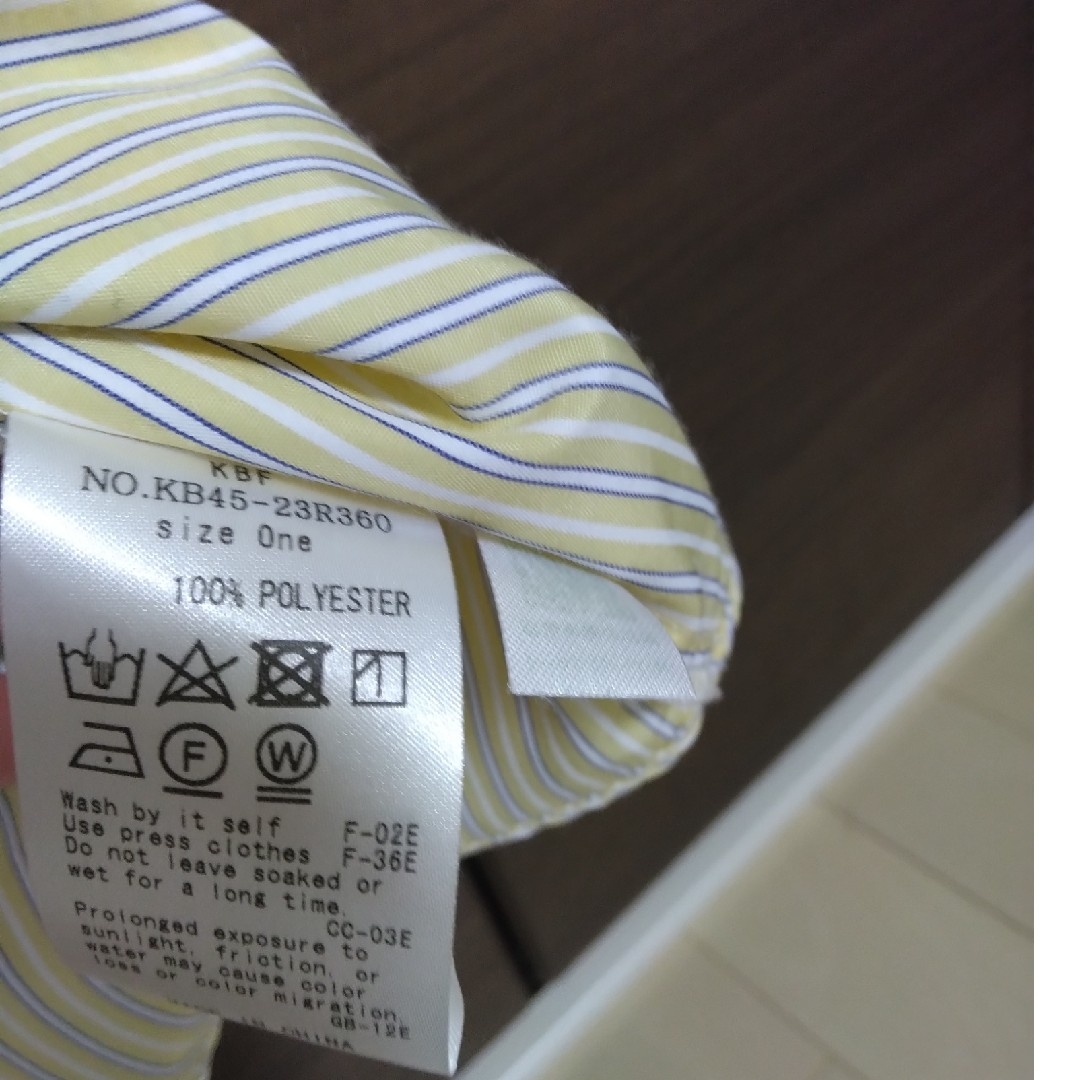 KBF
NO.KB45-23R360
size One
100% POLYESTER
F W
Wash by it self F-02E
Use press clothes F-36E
Do not leave soaked or
wet for a long time.
CC-03E
Prolonged exposure to
sunlight, friction, or
water may cause color
loss or color migration.
GB-12E
IN CHINA